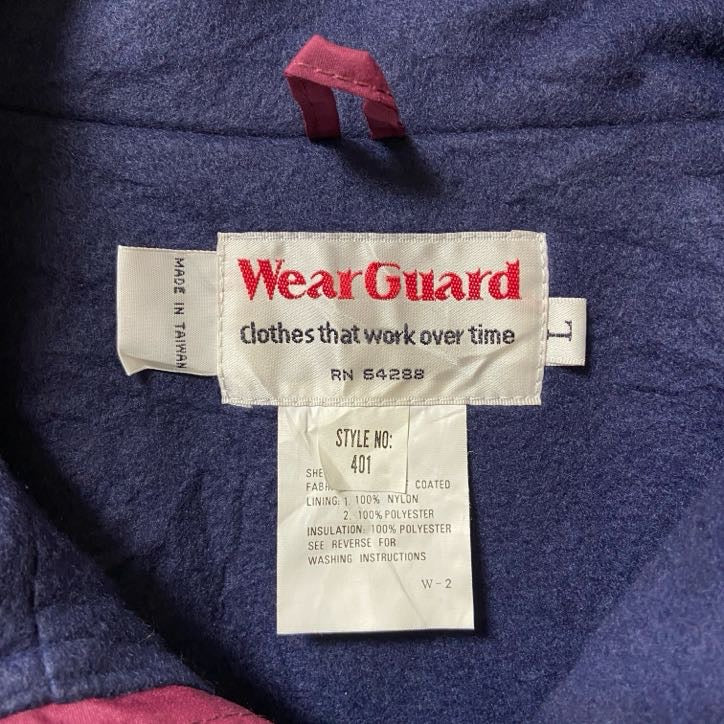 MADE IN TAIWAN
WearGuard
Clothes that work over time
RN 64288
L
STYLE NO:
401
COATED
LINING: 1. 100% NYLON
2. 100% POLYESTER
INSULATION: 100% POLYESTER
SEE REVERSE FOR
WASHING INSTRUCTIONS
W-2